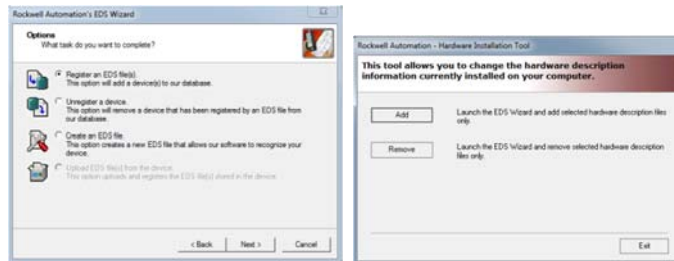 Rockwell Automation's EDS Wizard
Options
What task do you want to complete?
Register an EDS file(s).
This option will add a device(s) to our database.
Unregister a device.
This option will remove a device that has been registered by an EDS file from
our database.
Create an EDS file.
This option creates a new EDS file that allows our software to recognize your
device.
Upload EDS file(s) from the device.
This option uploads and registers the EDS file(s) stored in the device.
< Back
Next >
Cancel
Rockwell Automation - Hardware Installation Tool
This tool allows you to change the hardware description
information currently installed on your computer.
Add
Launch the EDS Wizard and add selected hardware description files
only.
Remove
Launch the EDS Wizard and remove selected hardware description
files only.
Exit